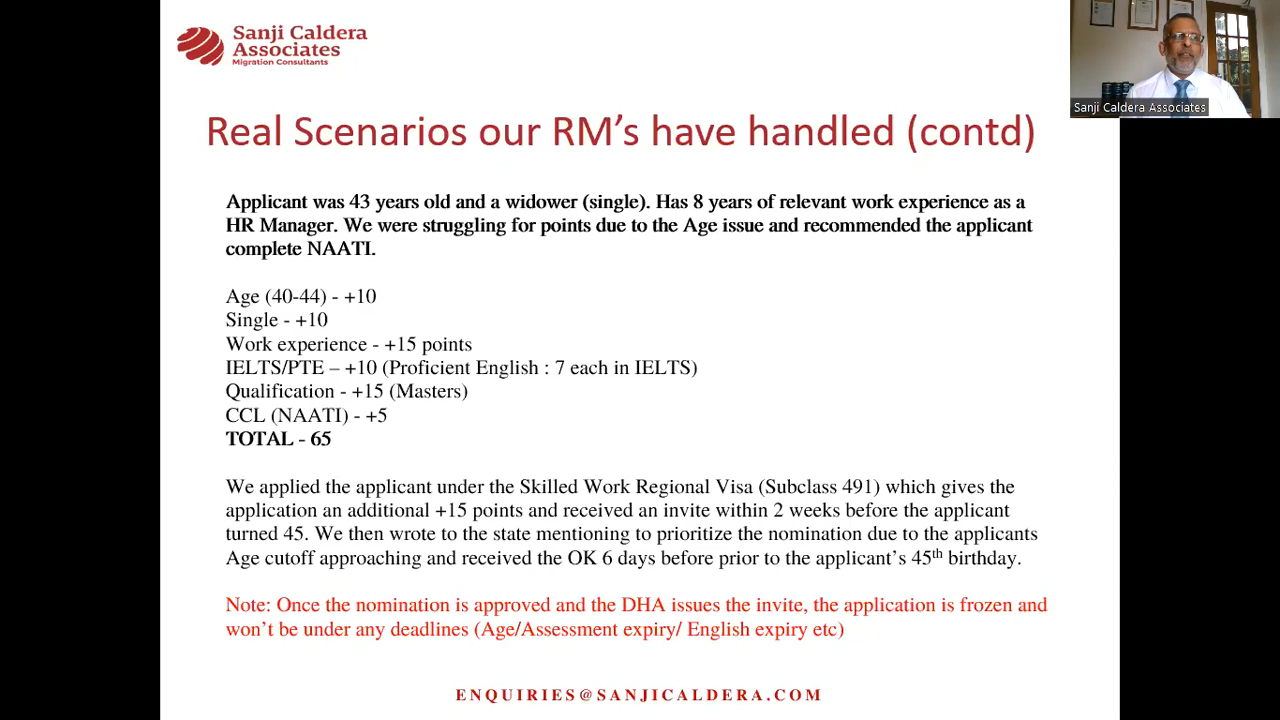 Sanji Caldera
Associates
Migration Consultants
Sanji Caldera Associates
Real Scenarios our RM's have handled (contd)
Applicant was 43 years old and a widower (single). Has 8 years of relevant work experience as a
HR Manager. We were struggling for points due to the Age issue and recommended the applicant
complete NAATI.
Age (40-44) - +10
Single - +10
Work experience - +15 points
IELTS/PTE – +10 (Proficient English : 7 each in IELTS)
Qualification - +15 (Masters)
CCL (NAATI) - +5
TOTAL - 65
We applied the applicant under the Skilled Work Regional Visa (Subclass 491) which gives the
application an additional +15 points and received an invite within 2 weeks before the applicant
turned 45. We then wrote to the state mentioning to prioritize the nomination due to the applicants
Age cutoff approaching and received the OK 6 days before prior to the applicant's 45th birthday.
Note: Once the nomination is approved and the DHA issues the invite, the application is frozen and
won't be under any deadlines (Age/Assessment expiry/ English expiry etc)
ENQUIRIES@SANJICALDERA.COM